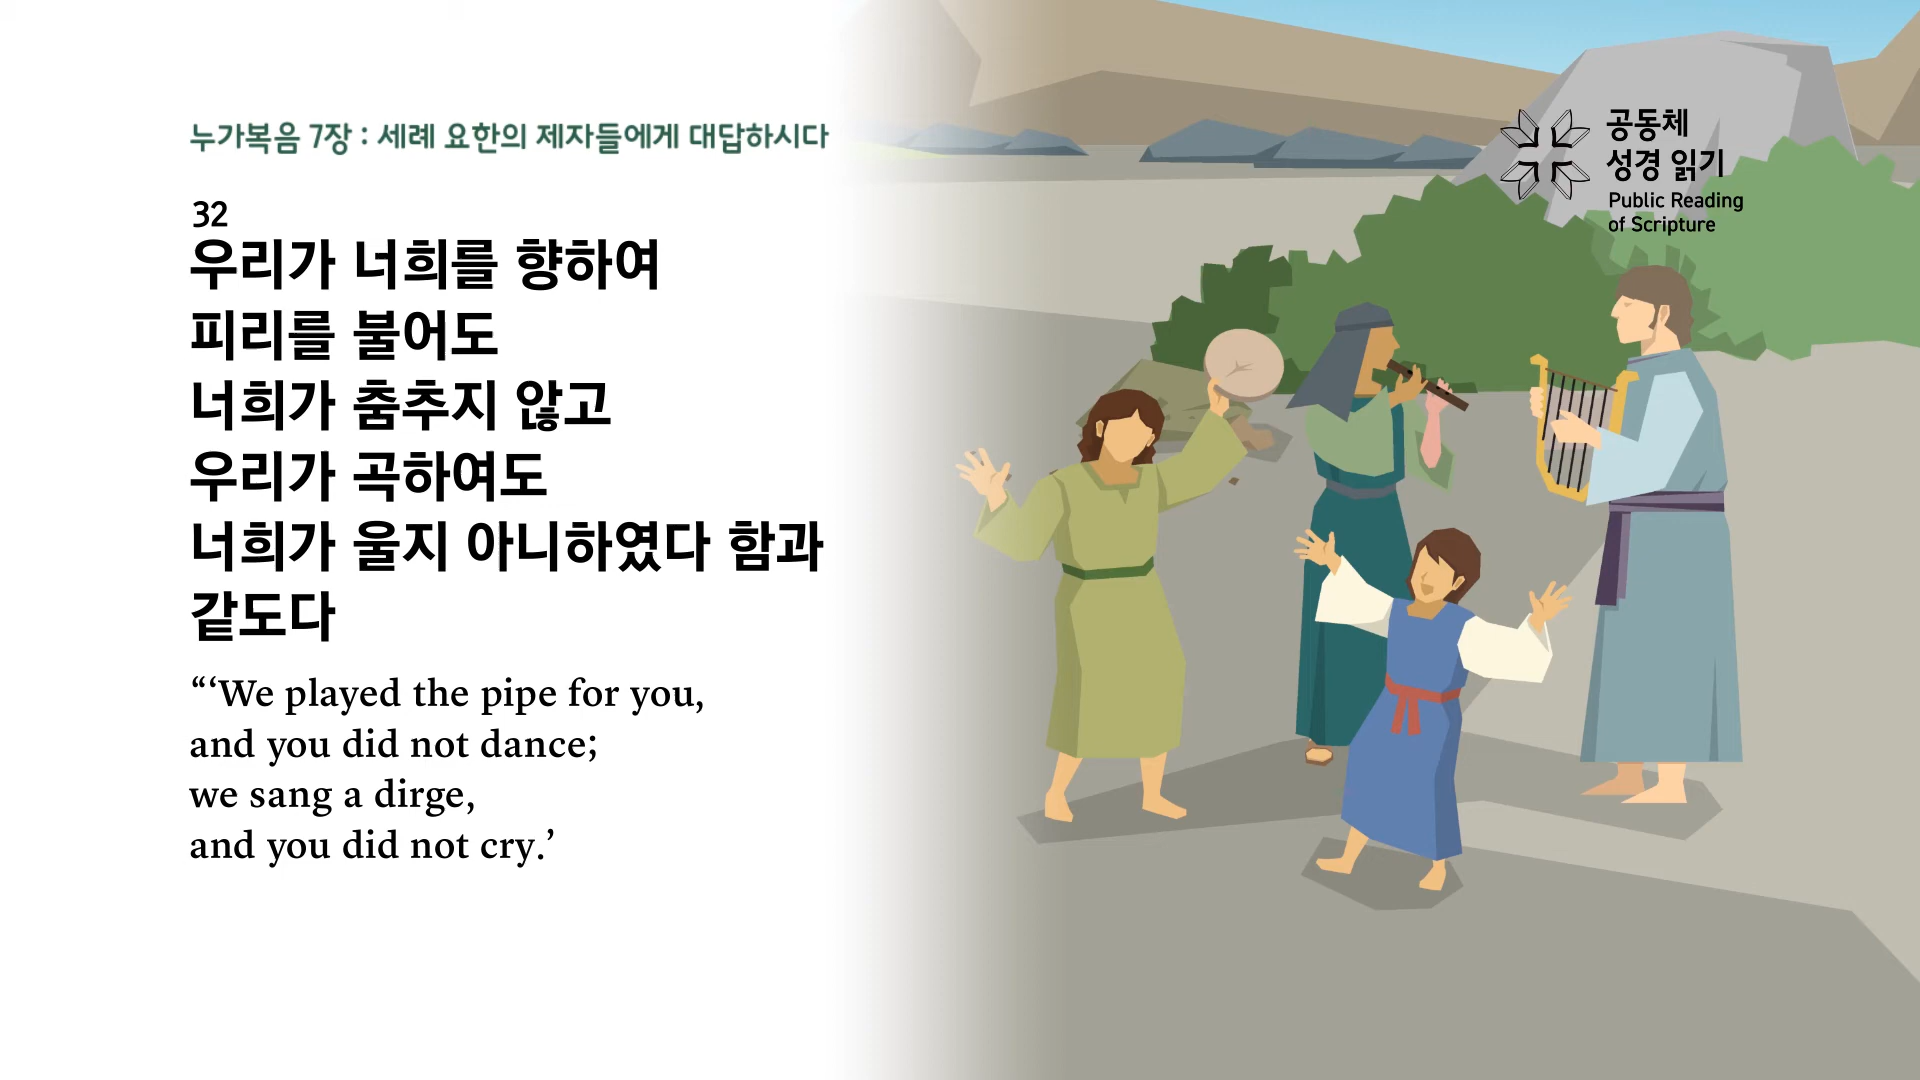 누가복음 7장 : 세례 요한의 제자들에게 대답하시다
32
우리가 너희를 향하여
피리를 불어도
너희가 춤추지 않고
우리가 곡하여도
너희가 울지 아니하였다 함과
같도다
“‘We played the pipe for you,
and you did not dance;
we sang a dirge,
and you did not cry.’
공동체
성경 읽기
Public Reading
of Scripture